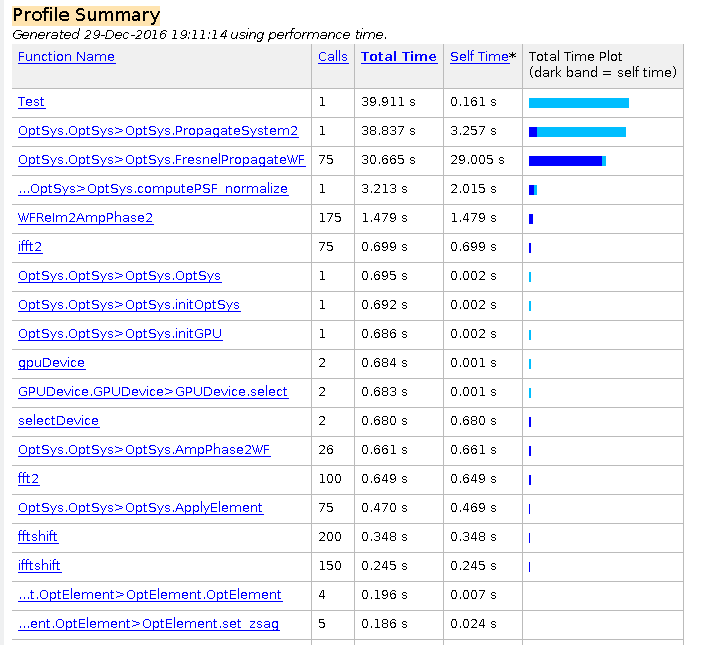 Profile Summary
Generated 29-Dec-2016 19:11:14 using performance time.
Function Name Calls Total Time Self Time* Total Time Plot
(dark band = self time)
Test 1 39.911 s 0.161 s
OptSys.OptSys>OptSys.PropagateSystem2 1 38.837 s 3.257 s
OptSys.OptSys>OptSys.FresnelPropagateWF 75 30.665 s 29.005 s
...OptSys>OptSys.computePSF_normalize 1 3.213 s 2.015 s
WFReIm2AmpPhase2 175 1.479 s 1.479 s
ifft2 75 0.699 s 0.699 s
OptSys.OptSys>OptSys.OptSys 1 0.695 s 0.002 s
OptSys.OptSys>OptSys.initOptSys 1 0.692 s 0.002 s
OptSys.OptSys>OptSys.initGPU 1 0.686 s 0.002 s
gpuDevice 2 0.684 s 0.001 s
GPUDevice.GPUDevice>GPUDevice.select 2 0.683 s 0.001 s
selectDevice 2 0.680 s 0.680 s
OptSys.OptSys>OptSys.AmpPhase2WF 26 0.661 s 0.661 s
fft2 100 0.649 s 0.649 s
OptSys.OptSys>OptSys.ApplyElement 75 0.470 s 0.469 s
fftshift 200 0.348 s 0.348 s
ifftshift 150 0.245 s 0.245 s
...t.OptElement>OptElement.OptElement 4 0.196 s 0.007 s
...ent.OptElement>OptElement.set_zsag 5 0.186 s 0.024 s